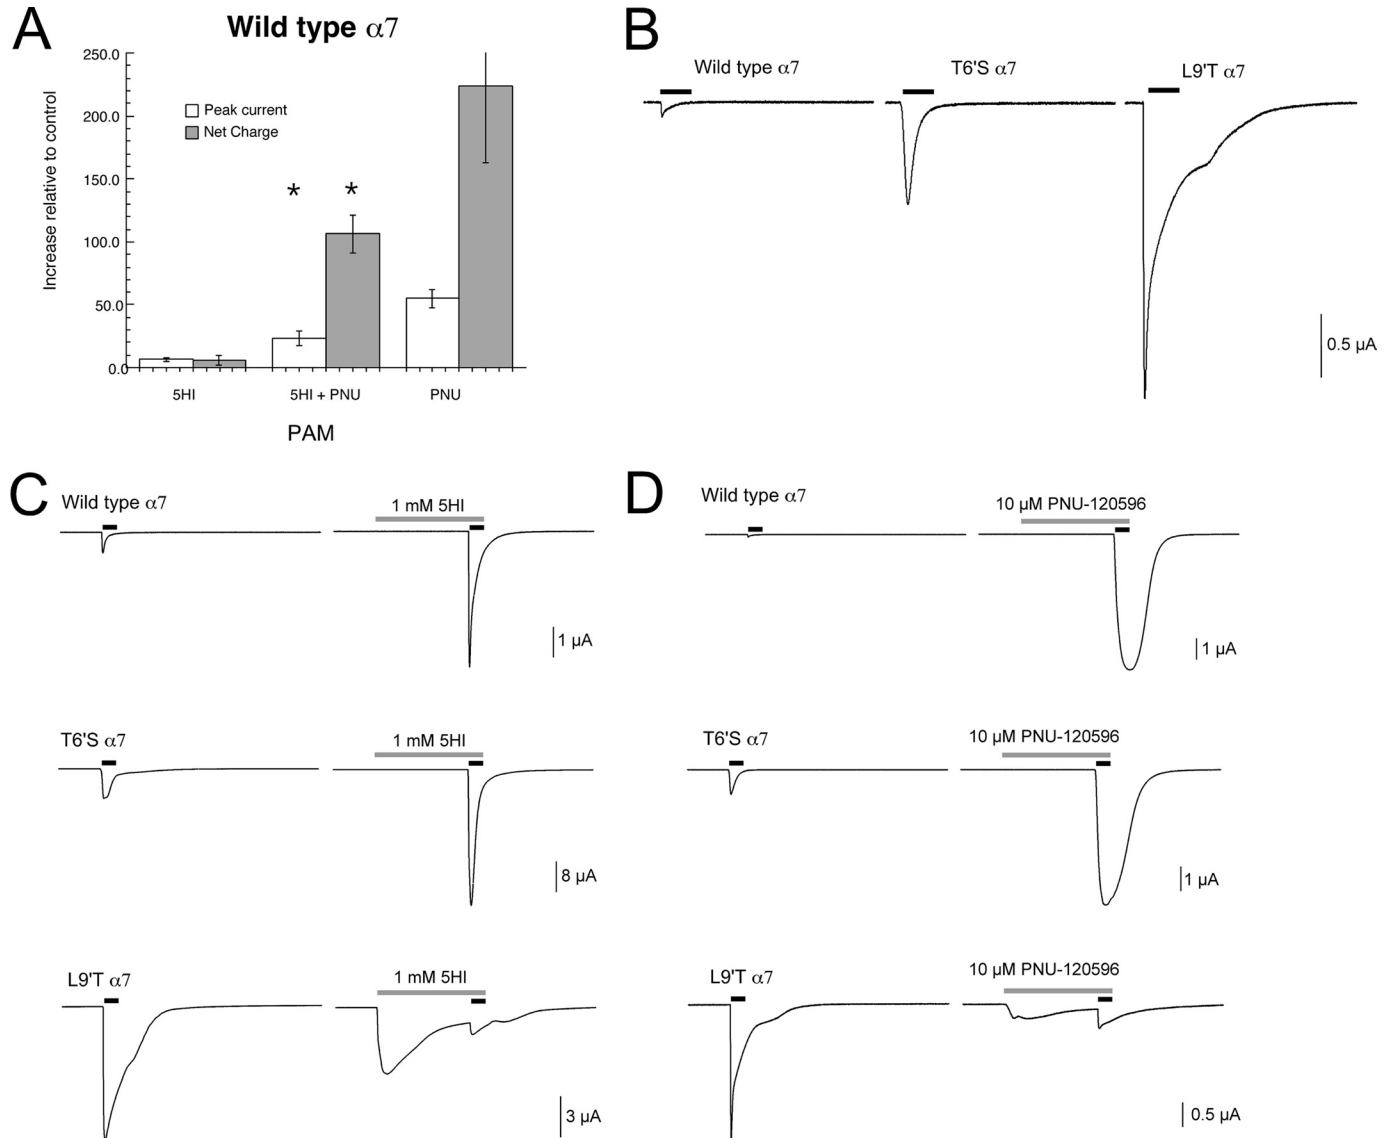 A
Wild type α7
250.0
200.0
150.0
100.0
50.0
0.0
Increase relative to control
Peak current
Net Charge
*
*
5HI
5HI + PNU
PNU
PAM
B
Wild type α7
T6'S α7
L9'T α7
0.5 µA
C
Wild type α7
1 mM 5HI
1 µA
T6'S α7
1 mM 5HI
8 µA
L9'T α7
1 mM 5HI
3 µA
D
Wild type α7
10 µM PNU-120596
1 µA
T6'S α7
10 µM PNU-120596
1 µA
L9'T α7
10 µM PNU-120596
0.5 µA